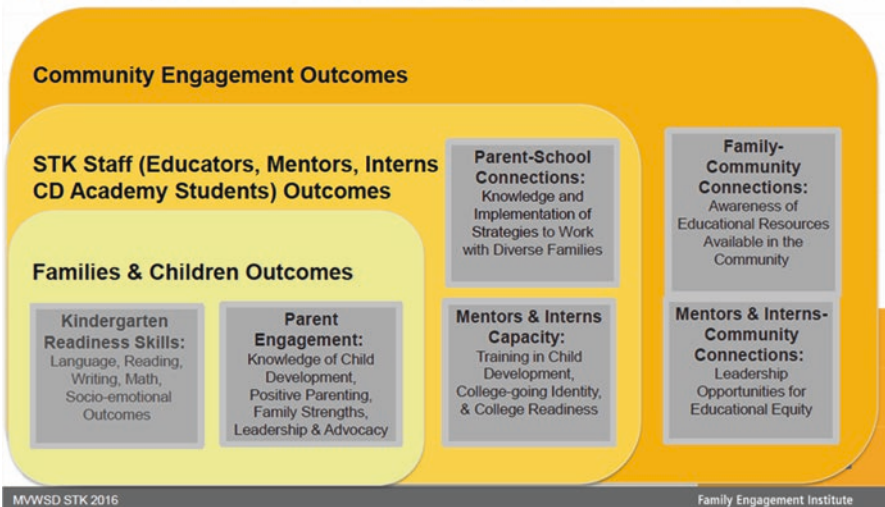 Community Engagement Outcomes
STK Staff (Educators, Mentors, Interns
CD Academy Students) Outcomes
Families & Children Outcomes
Kindergarten
Readiness Skills:
Language, Reading,
Writing, Math,
Socio-emotional
Outcomes
Parent
Engagement:
Knowledge of Child
Development,
Positive Parenting,
Family Strengths,
Leadership & Advocacy
Parent-School
Connections:
Knowledge and
Implementation of
Strategies to Work
with Diverse Families
Mentors & Interns
Capacity:
Training in Child
Development,
College-going Identity,
& College Readiness
Family-
Community
Connections:
Awareness of
Educational Resources
Available in the
Community
Mentors & Interns-
Community
Connections:
Leadership
Opportunities for
Educational Equity
MVWSD STK 2016
Family Engagement Institute